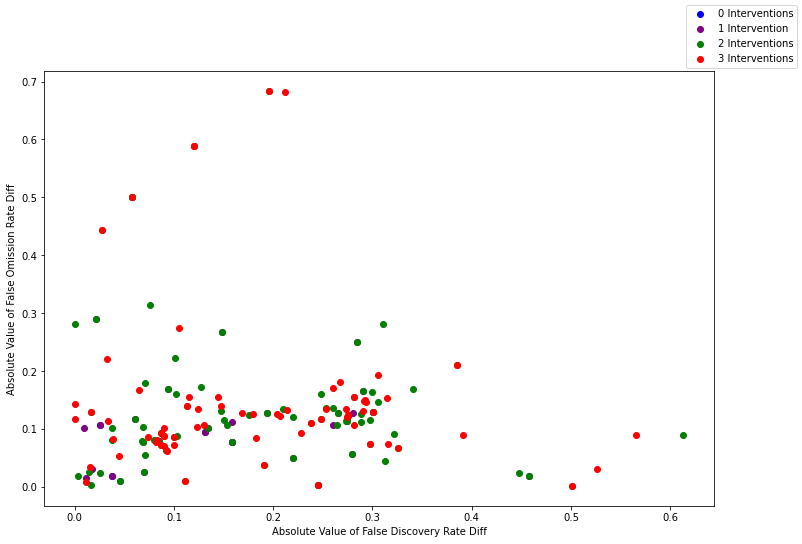 0 Interventions
1 Intervention
2 Interventions
3 Interventions
0.7
0.6
0.5
0.4
0.3
0.2
0.1
0.0
Absolute Value of False Omission Rate Diff
0.0 0.1 0.2 0.3 0.4 0.5 0.6
Absolute Value of False Discovery Rate Diff